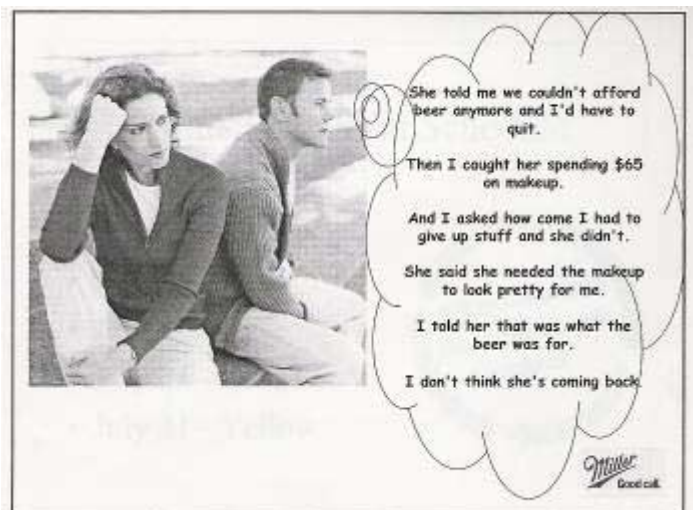 She told me we couldn't afford
beer anymore and I'd have to
quit.
Then I caught her spending $65
on makeup.
And I asked how come I had to
give up stuff and she didn't.
She said she needed the makeup
to look pretty for me.
I told her that was what the
beer was for.
I don't think she's coming back.
Miller
Good call.